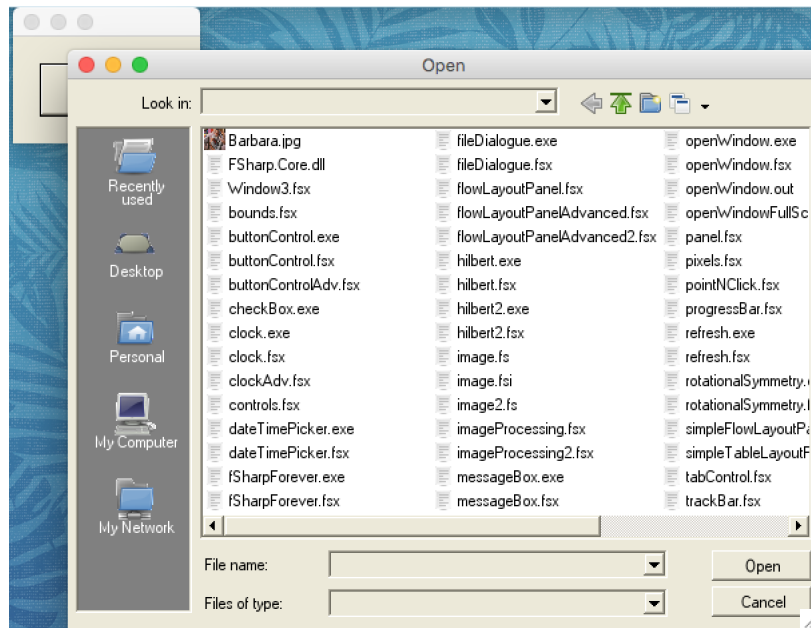 Open
Look in:
Recently
used
Desktop
Personal
My Computer
My Network
Barbara.jpg
FSharp.Core.dll
Window3.fsx
bounds.fsx
buttonControl.exe
buttonControl.fsx
buttonControlAdv.fsx
checkBox.exe
clock.exe
clock.fsx
clockAdv.fsx
controls.fsx
dateTimePicker.exe
dateTimePicker.fsx
fSharpForever.exe
fSharpForever.fsx
fileDialogue.exe
fileDialogue.fsx
flowLayoutPanel.fsx
flowLayoutPanelAdvanced.fsx
flowLayoutPanelAdvanced2.fsx
hilbert.exe
hilbert.fsx
hilbert2.exe
hilbert2.fsx
image.fs
image.fsi
image2.fs
imageProcessing.fsx
imageProcessing2.fsx
messageBox.exe
messageBox.fsx
openWindow.exe
openWindow.fsx
openWindow.out
openWindowFullSc
panel.fsx
pixels.fsx
pointNClick.fsx
progressBar.fsx
refresh.exe
refresh.fsx
rotationalSymmetry.
rotationalSymmetry.
simpleFlowLayoutPa
simpleTableLayoutF
tabControl.fsx
trackBar.fsx
File name:
Open
Files of type:
Cancel